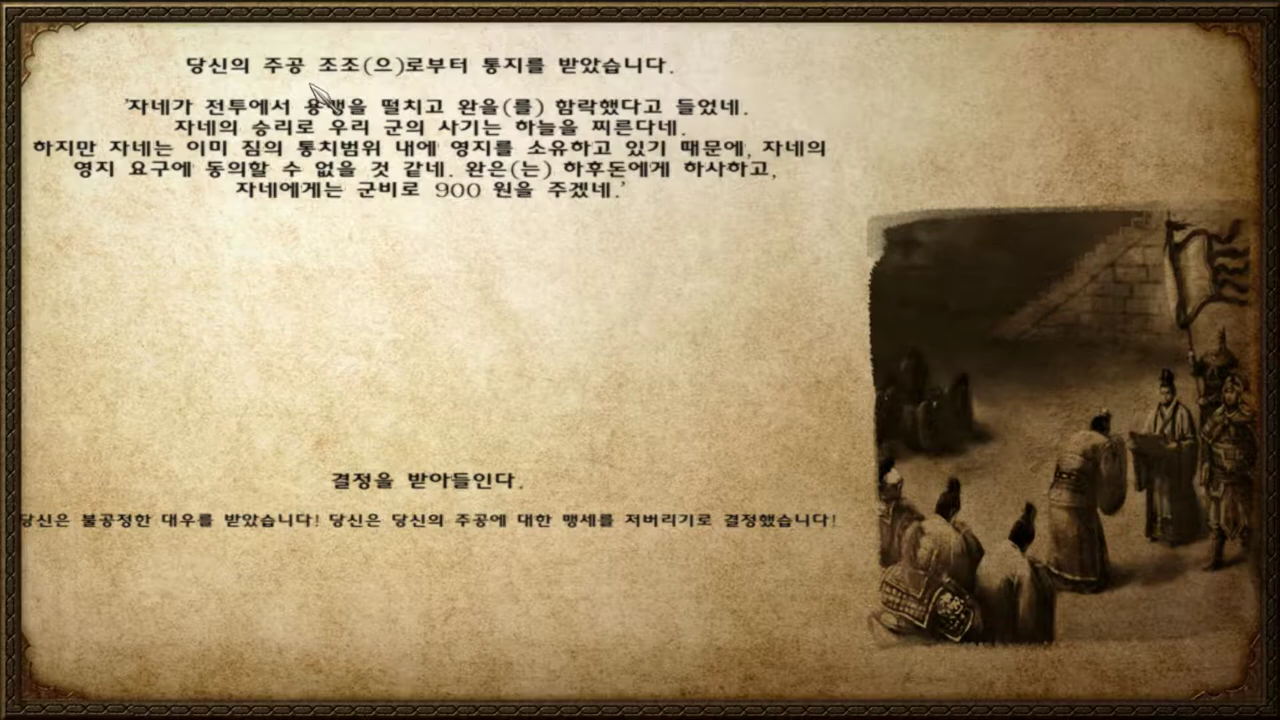 당신의 주공 조조(으)로부터 통지를 받았습니다.
'자네가 전투에서 용맹을 떨치고 완을(를) 함락했다고 들었네.
자네의 승리로 우리 군의 사기는 하늘을 찌른다네.
하지만 자네는 이미 짐의 통치범위 내에 영지를 소유하고 있기 때문에, 자네의
영지 요구에 동의할 수 없을 것 같네. 완은(는) 하후돈에게 하사하고,
자네에게는 군비로 900 원을 주겠네.'
결정을 받아들인다.
당신은 불공정한 대우를 받았습니다! 당신은 당신의 주공에 대한 맹세를 저버리기로 결정했습니다!